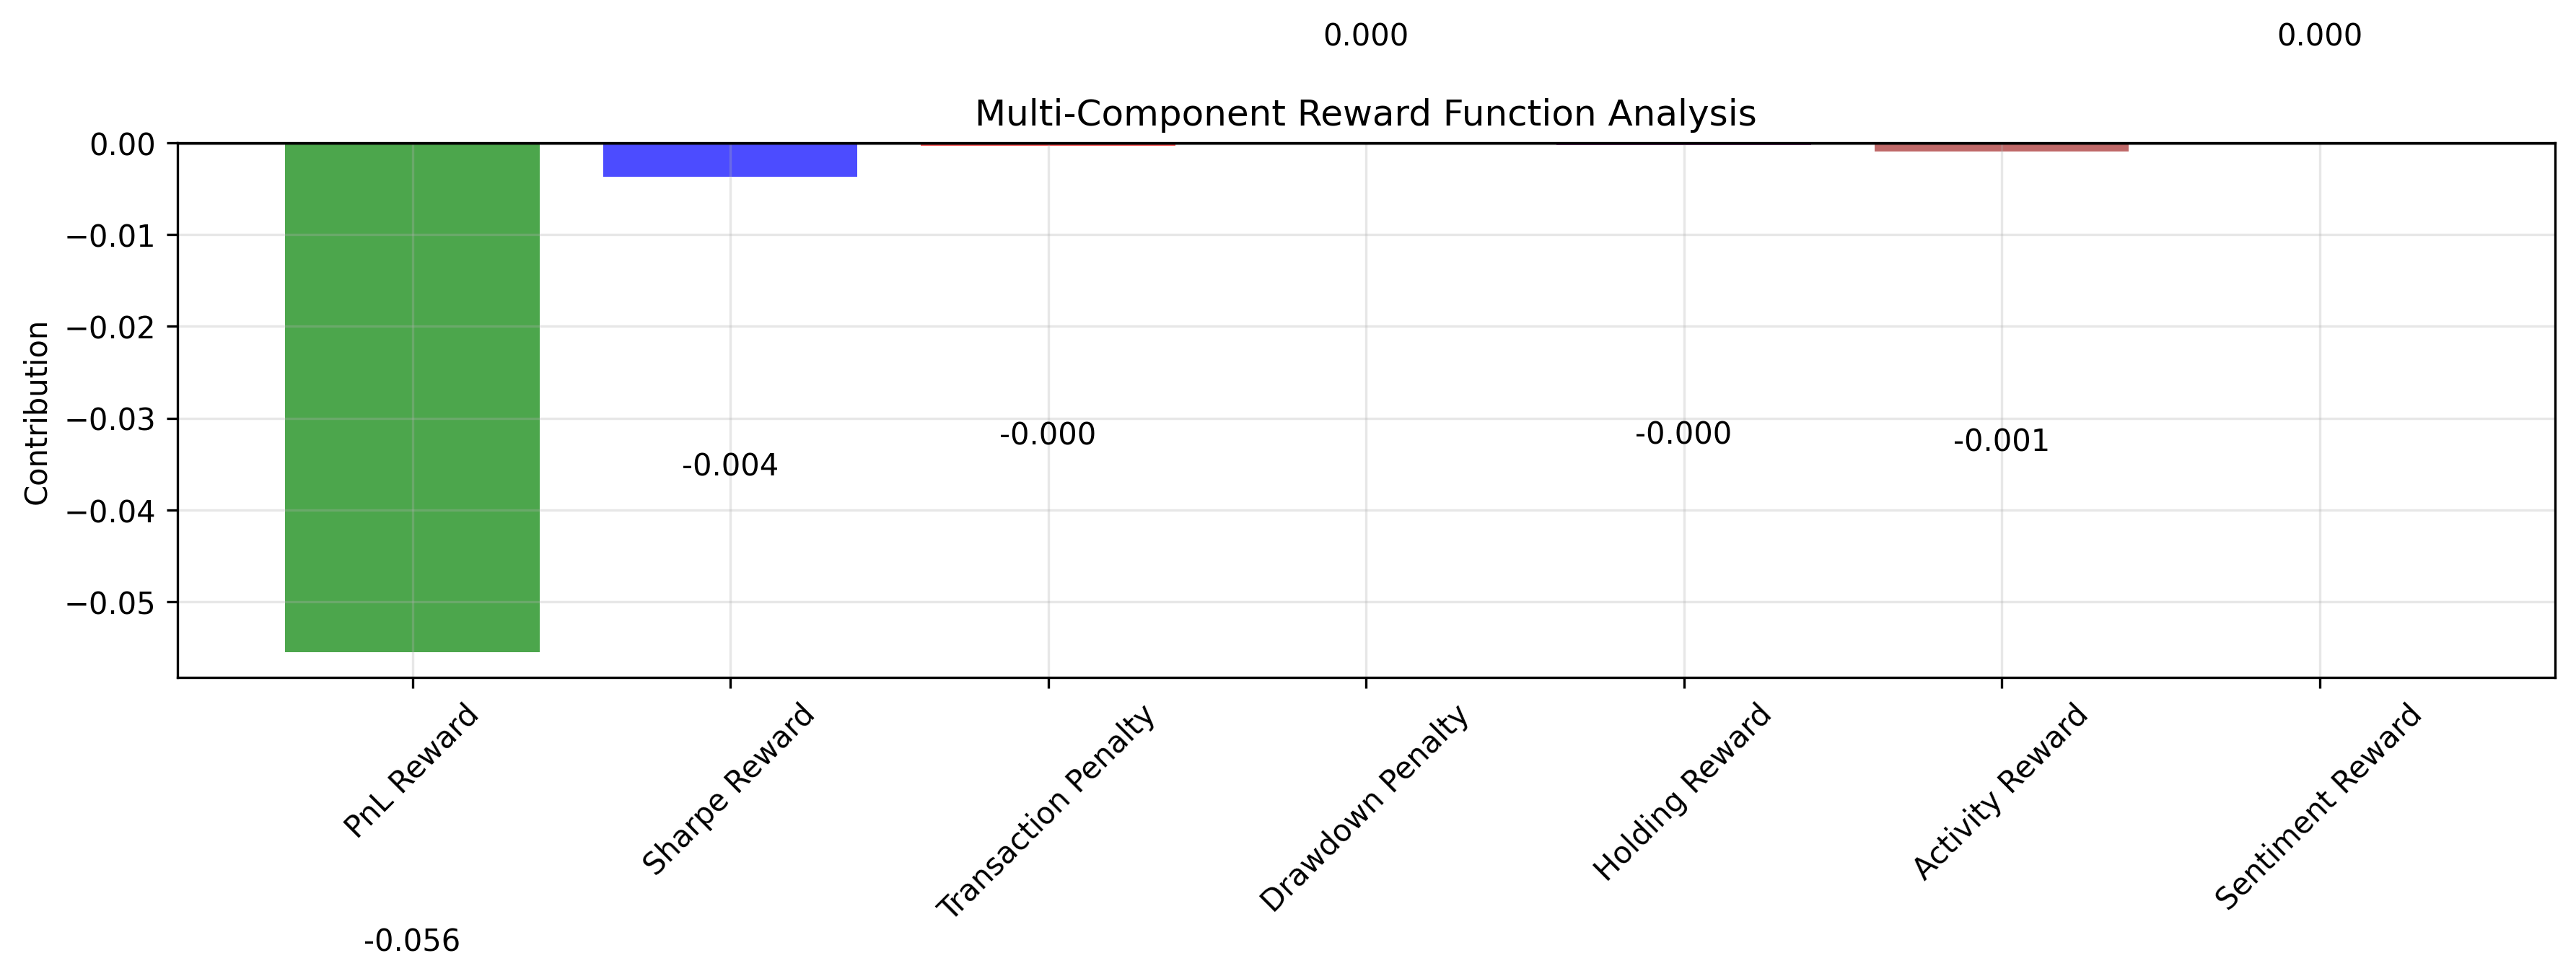 0.000
0.000
Multi-Component Reward Function Analysis
Contribution
0.00
−0.01
−0.02
−0.03
−0.04
−0.05
-0.004
-0.000
-0.000
-0.001
PnL Reward
Sharpe Reward
Transaction Penalty
Drawdown Penalty
Holding Reward
Activity Reward
Sentiment Reward
-0.056